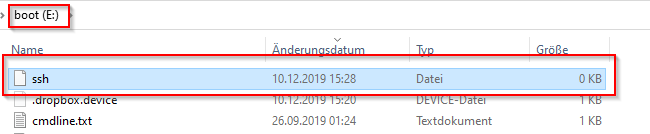 boot (E:)
Name Änderungsdatum Typ Größe
ssh 10.12.2019 15:28 Datei 0 KB
.dropbox.device 10.12.2019 15:20 DEVICE-Datei 1 KB
cmdline.txt 26.09.2019 01:24 Textdokument 1 KB